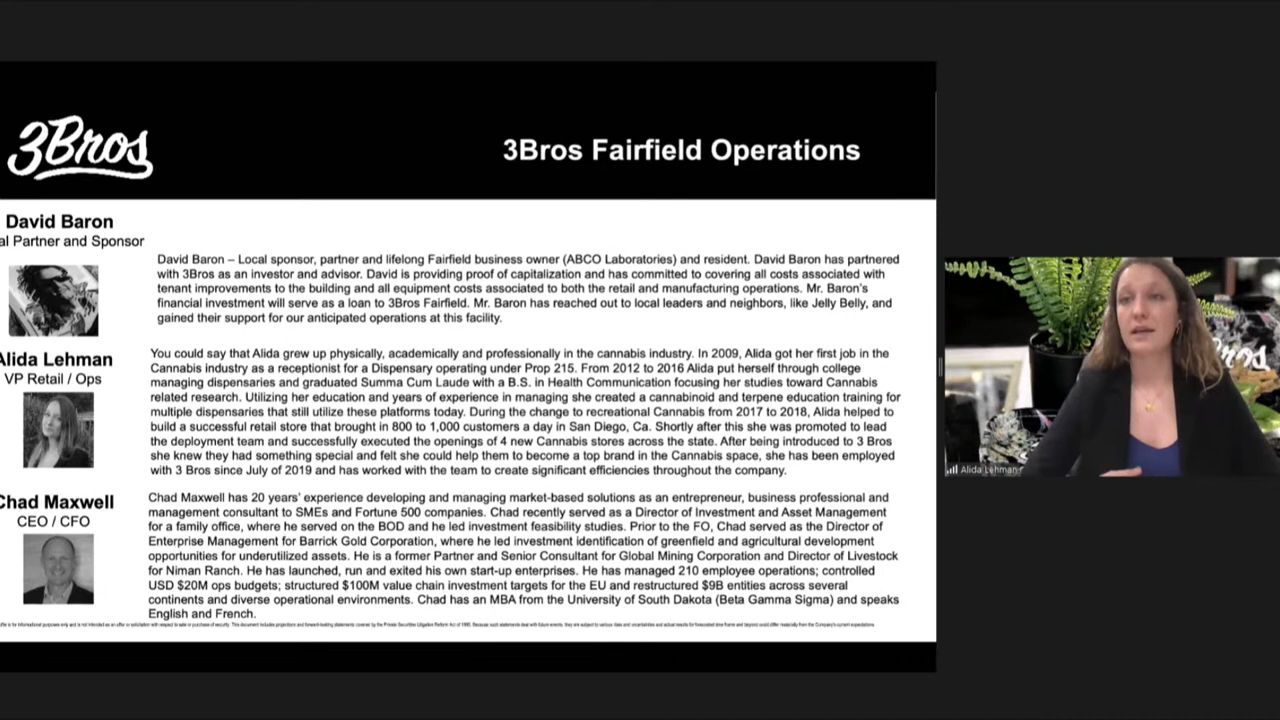 3Bros
3Bros Fairfield Operations
David Baron
al Partner and Sponsor
David Baron – Local sponsor, partner and lifelong Fairfield business owner (ABCO Laboratories) and resident. David Baron has partnered
with 3Bros as an investor and advisor. David is providing proof of capitalization and has committed to covering all costs associated with
tenant improvements to the building and all equipment costs associated to both the retail and manufacturing operations. Mr. Baron's
financial investment will serve as a loan to 3Bros Fairfield. Mr. Baron has reached out to local leaders and neighbors, like Jelly Belly, and
gained their support for our anticipated operations at this facility.
Alida Lehman
VP Retail / Ops
You could say that Alida grew up physically, academically and professionally in the cannabis industry. In 2009, Alida got her first job in the
Cannabis industry as a receptionist for a Dispensary operating under Prop 215. From 2012 to 2016 Alida put herself through college
managing dispensaries and graduated Summa Cum Laude with a B.S. in Health Communication focusing her studies toward Cannabis
related research. Utilizing her education and years of experience in managing she created a cannabinoid and terpene education training for
multiple dispensaries that still utilize these platforms today. During the change to recreational Cannabis from 2017 to 2018, Alida helped to
build a successful retail store that brought in 800 to 1,000 customers a day in San Diego, Ca. Shortly after this she was promoted to lead
the deployment team and successfully executed the openings of 4 new Cannabis stores across the state. After being introduced to 3 Bros
she knew they had something special and felt she could help them to become a top brand in the Cannabis space, she has been employed
with 3 Bros since July of 2019 and has worked with the team to create significant efficiencies throughout the company.
Chad Maxwell
CEO / CFO
Chad Maxwell has 20 years' experience developing and managing market-based solutions as an entrepreneur, business professional and
management consultant to SMEs and Fortune 500 companies. Chad recently served as a Director of Investment and Asset Management
for a family office, where he served on the BOD and he led investment feasibility studies. Prior to the FO, Chad served as the Director of
Enterprise Management for Barrick Gold Corporation, where he led investment identification of greenfield and agricultural development
opportunities for underutilized assets. He is a former Partner and Senior Consultant for Global Mining Corporation and Director of Livestock
for Niman Ranch. He has launched, run and exited his own start-up enterprises. He has managed 210 employee operations; controlled
USD $20M ops budgets; structured $100M value chain investment targets for the EU and restructured $9B entities across several
continents and diverse operational environments. Chad has an MBA from the University of South Dakota (Beta Gamma Sigma) and speaks
English and French.
Alida Lehman